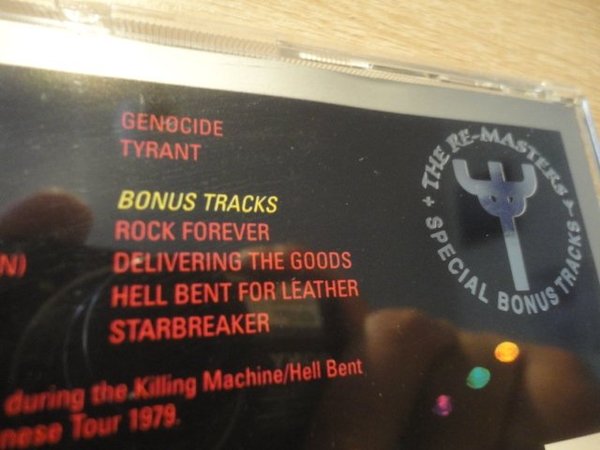 GENOCIDE
TYRANT
BONUS TRACKS
ROCK FOREVER
N)
DELIVERING THE GOODS
HELL BENT FOR LEATHER
STARBREAKER
during the Killing Machine/Hell Bent
nese Tour 1979.
+ THE RE-MASTERS +
SPECIAL BONUS TRACKS